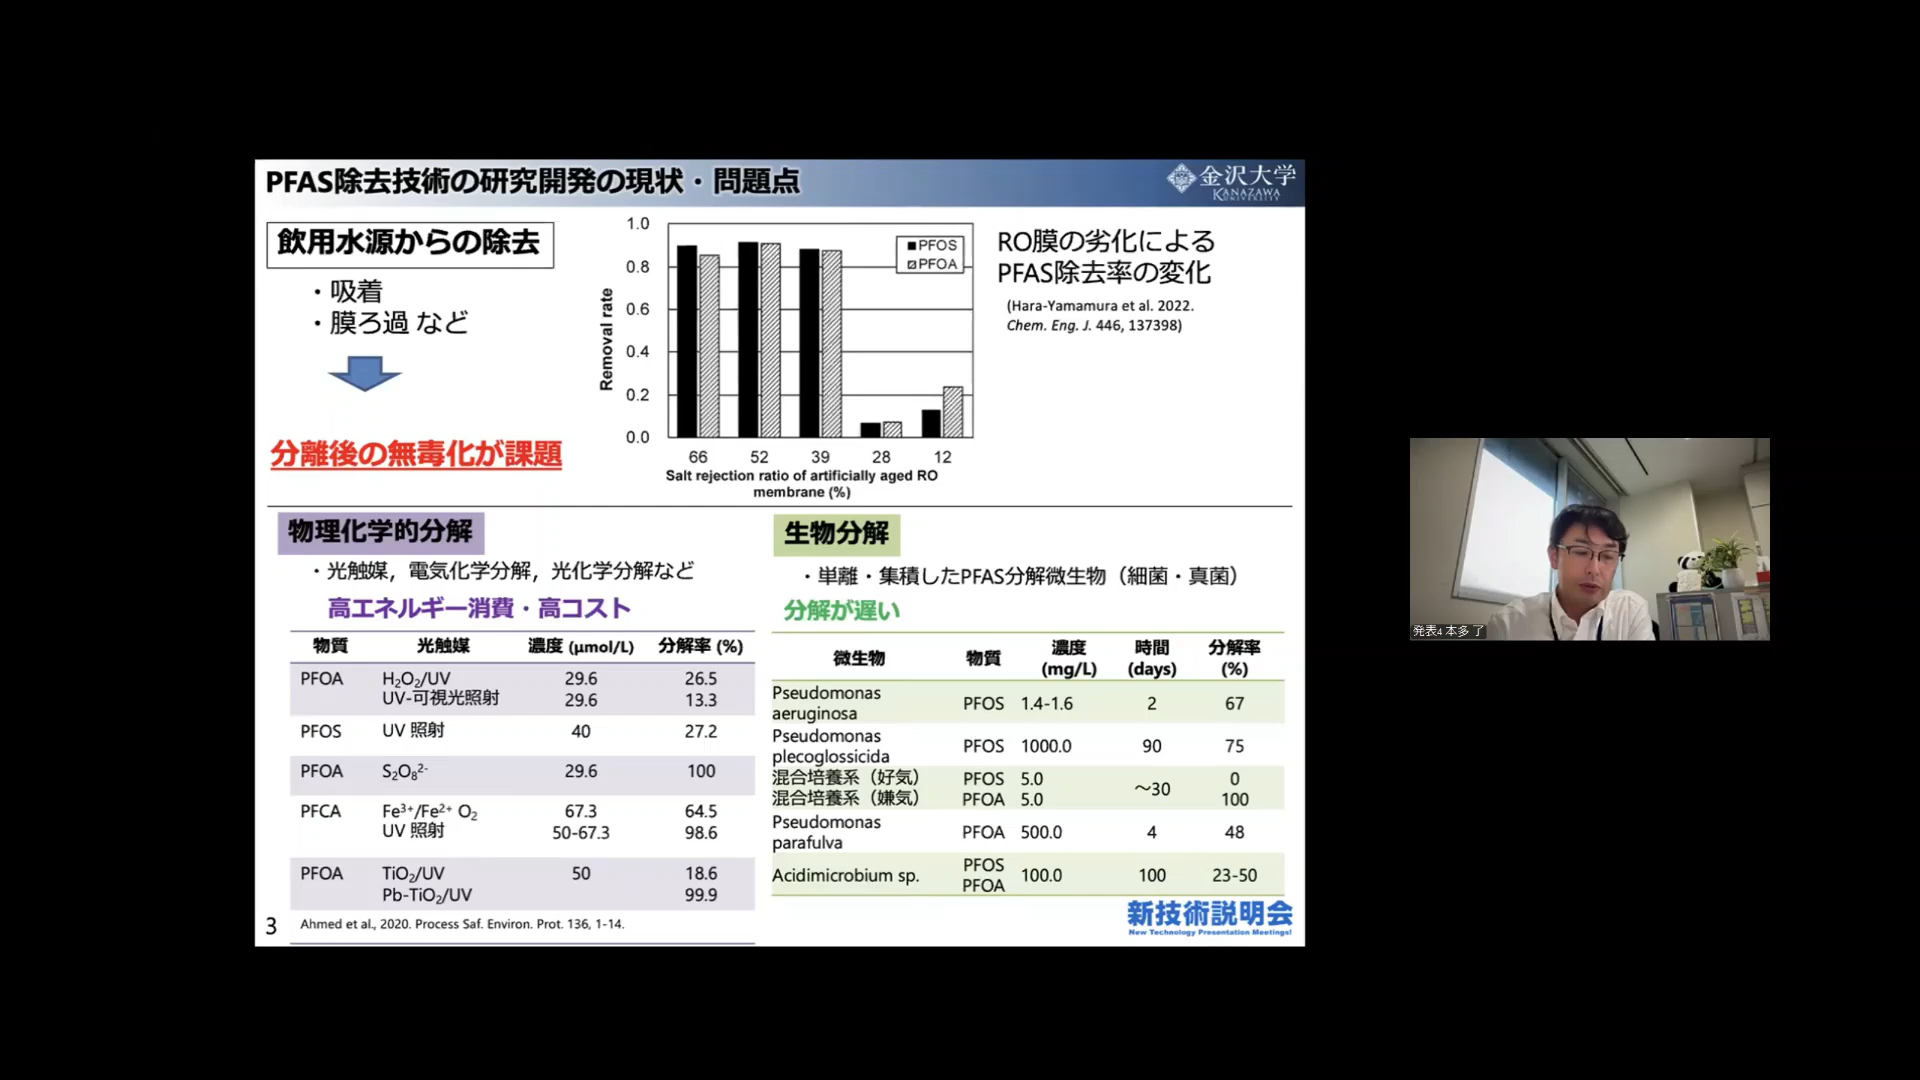 PFAS除去技術の研究開発の現状・問題点
金沢大学
KANAZAWA
UNIVERSITY
飲用水源からの除去
・吸着
・膜ろ過 など
分離後の無毒化が課題
1.0
0.8
0.6
0.4
0.2
0.0
Removal rate
PFOS
PFOA
66 52 39 28 12
Salt rejection ratio of artificially aged RO
membrane (%)
RO膜の劣化による
PFAS除去率の変化
(Hara-Yamamura et al. 2022.
Chem. Eng. J. 446, 137398)
物理化学的分解
・光触媒，電気化学分解，光化学分解など
高エネルギー消費・高コスト
物質 光触媒 濃度 (μmol/L) 分解率 (%)
PFOA H₂O₂/UV 29.6 26.5
UV-可視光照射 29.6 13.3
PFOS UV 照射 40 27.2
PFOA S₂O₈²⁻ 29.6 100
PFCA Fe³⁺/Fe²⁺ O₂ 67.3 64.5
UV 照射 50-67.3 98.6
PFOA TiO₂/UV 50 18.6
Pb-TiO₂/UV 99.9
3
Ahmed et al., 2020. Process Saf. Environ. Prot. 136, 1-14.
生物分解
・単離・集積したPFAS分解微生物（細菌・真菌）
分解が遅い
微生物 物質 濃度 (mg/L) 時間 (days) 分解率 (%)
Pseudomonas
aeruginosa PFOS 1.4-1.6 2 67
Pseudomonas
plecoglossicida PFOS 1000.0 90 75
混合培養系（好気） PFOS 5.0 ～30 0
混合培養系（嫌気） PFOA 5.0 100
Pseudomonas
parafulva PFOA 500.0 4 48
Acidimicrobium sp. PFOS PFOA 100.0 100 23-50
新技術説明会
New Technology Presentation Meetings!
発表4 本多 了